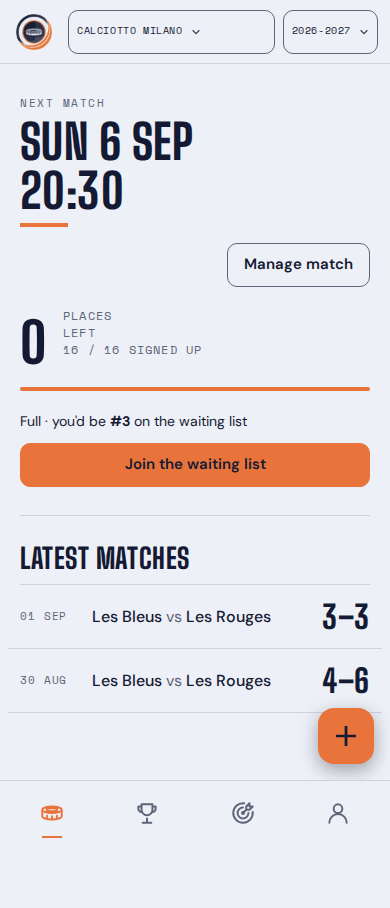 CALCIOTTO MILANO
2026-2027
NEXT MATCH
SUN 6 SEP
20:30
Manage match
0
PLACES
LEFT
16 / 16 SIGNED UP
Full · you'd be #3 on the waiting list
Join the waiting list
LATEST MATCHES
01 SEP Les Bleus vs Les Rouges 3–3
30 AUG Les Bleus vs Les Rouges 4–6